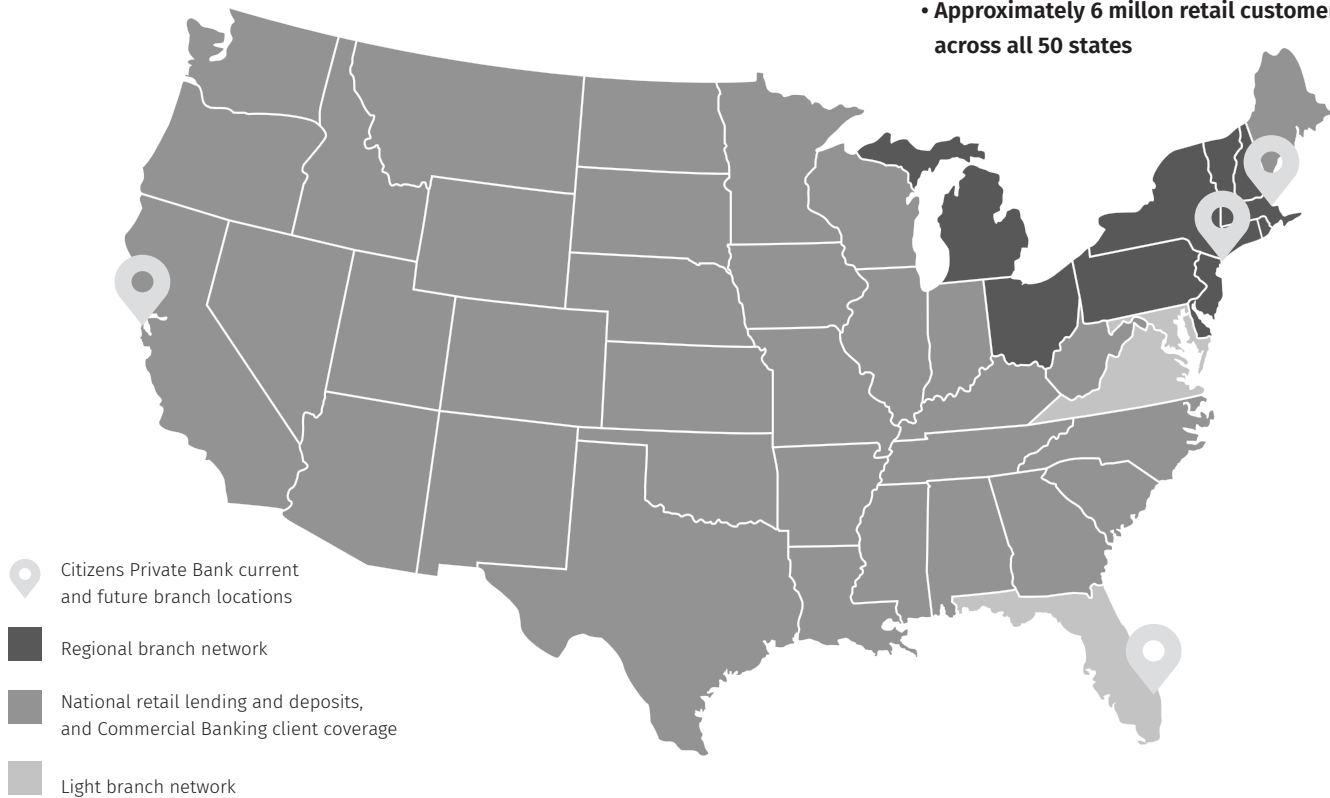 • Approximately 6 millon retail customer
across all 50 states
Citizens Private Bank current
and future branch locations
Regional branch network
National retail lending and deposits,
and Commercial Banking client coverage
Light branch network